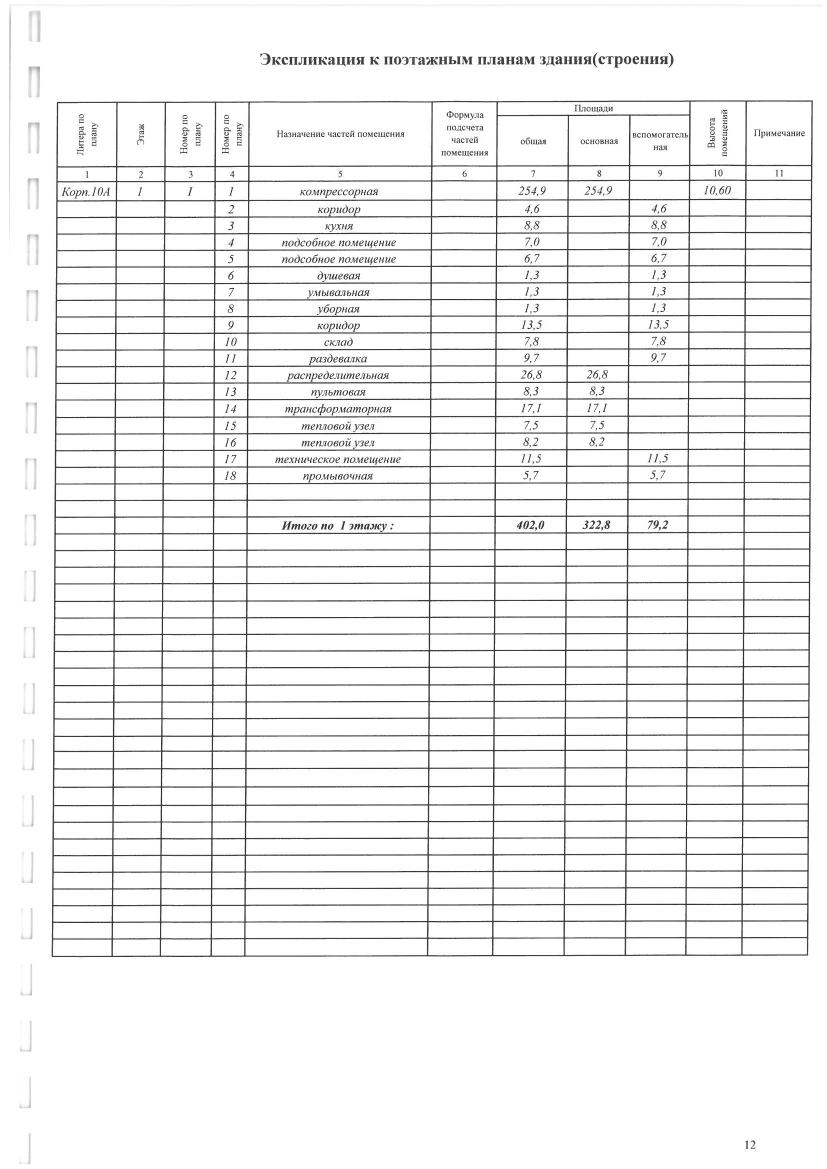 Экспликация к поэтажным планам здания(строения)
Литера по плану
Этаж
Номер по плану
Номер по плану
Назначение частей помещения
Формула подсчета частей помещения
Площади
общая
основная
вспомогатель ная
Высота помещений
Примечание
1 2 3 4 5 6 7 8 9 10 11
Корп.10А 1 I 1 компрессорная 254,9 254,9 10,60
2 коридор 4,6 4,6
3 кухня 8,8 8,8
4 подсобное помещение 7,0 7,0
5 подсобное помещение 6,7 6,7
6 душевая 1,3 1,3
7 умывальная 1,3 1,3
8 уборная 1,3 1,3
9 коридор 13,5 13,5
10 склад 7,8 7,8
11 раздевалка 9,7 9,7
12 распределительная 26,8 26,8
13 пультовая 8,3 8,3
14 трансформаторная 17,1 17,1
15 тепловой узел 7,5 7,5
16 тепловой узел 8,2 8,2
17 техническое помещение 11,5 11,5
18 промывочная 5,7 5,7
Итого по 1 этажу : 402,0 322,8 79,2
12